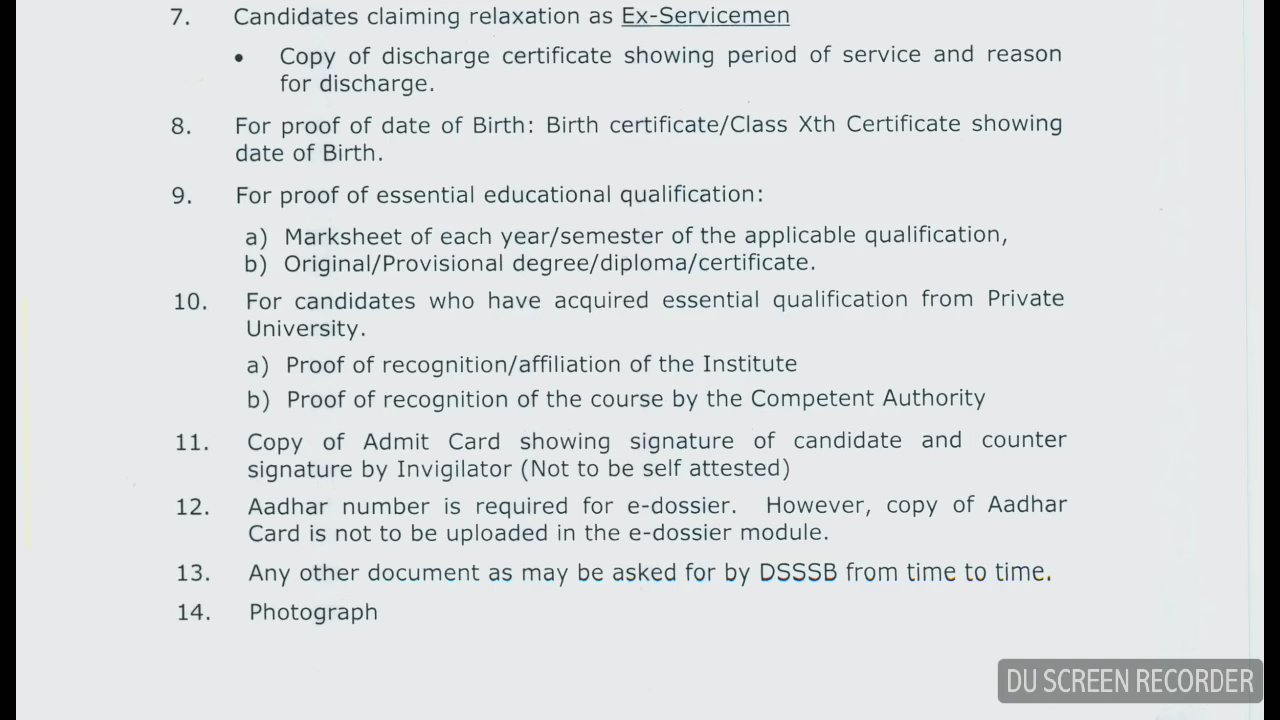 7. Candidates claiming relaxation as Ex-Servicemen
• Copy of discharge certificate showing period of service and reason
for discharge.
8. For proof of date of Birth: Birth certificate/Class Xth Certificate showing
date of Birth.
9. For proof of essential educational qualification:
a) Marksheet of each year/semester of the applicable qualification,
b) Original/Provisional degree/diploma/certificate.
10. For candidates who have acquired essential qualification from Private
University.
a) Proof of recognition/affiliation of the Institute
b) Proof of recognition of the course by the Competent Authority
11. Copy of Admit Card showing signature of candidate and counter
signature by Invigilator (Not to be self attested)
12. Aadhar number is required for e-dossier. However, copy of Aadhar
Card is not to be uploaded in the e-dossier module.
13. Any other document as may be asked for by DSSSB from time to time.
14. Photograph
DU SCREEN RECORDER